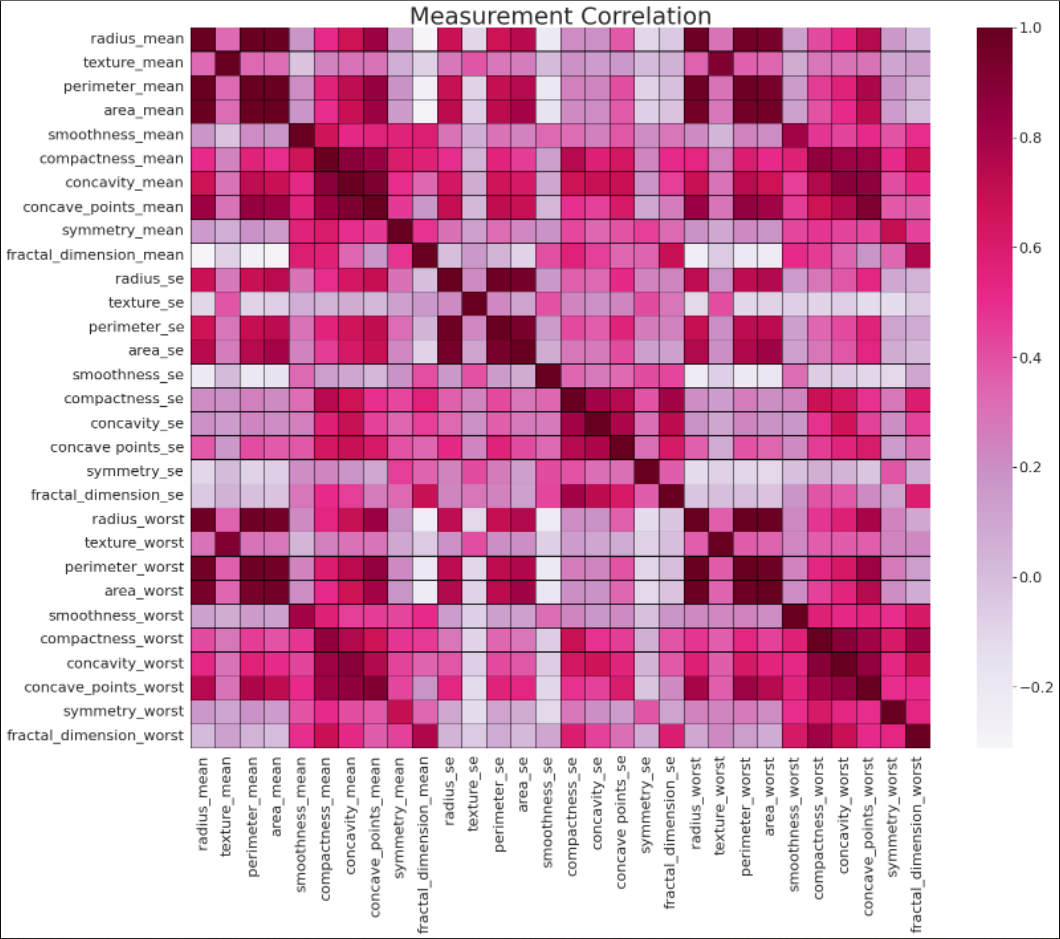 Measurement Correlation
radius_mean
texture_mean
perimeter_mean
area_mean
smoothness_mean
compactness_mean
concavity_mean
concave_points_mean
symmetry_mean
fractal_dimension_mean
radius_se
texture_se
perimeter_se
area_se
smoothness_se
compactness_se
concavity_se
concave points_se
symmetry_se
fractal_dimension_se
radius_worst
texture_worst
perimeter_worst
area_worst
smoothness_worst
compactness_worst
concavity_worst
concave_points_worst
symmetry_worst
fractal_dimension_worst
radius_mean
texture_mean
perimeter_mean
area_mean
smoothness_mean
compactness_mean
concavity_mean
concave_points_mean
symmetry_mean
fractal_dimension_mean
radius_se
texture_se
perimeter_se
area_se
smoothness_se
compactness_se
concavity_se
concave points_se
symmetry_se
fractal_dimension_se
radius_worst
texture_worst
perimeter_worst
area_worst
smoothness_worst
compactness_worst
concavity_worst
concave_points_worst
symmetry_worst
fractal_dimension_worst
1.0
0.8
0.6
0.4
0.2
0.0
−0.2